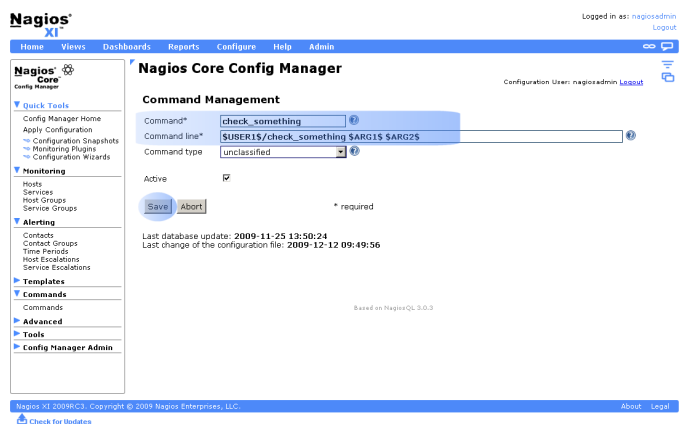 Nagios®
XI™
Logged in as: nagiosadmin
Logout
Home Views Dashboards Reports Configure Help Admin
Nagios®
Core™
Config Manager
Quick Tools
Config Manager Home
Apply Configuration
Configuration Snapshots
Monitoring Plugins
Configuration Wizards
Monitoring
Hosts
Services
Host Groups
Service Groups
Alerting
Contacts
Contact Groups
Time Periods
Host Escalations
Service Escalations
Templates
Commands
Commands
Advanced
Tools
Config Manager Admin
Nagios Core Config Manager
Configuration User: nagiosadmin Logout
Command Management
Command* check_something
Command line* $USER1$/check_something $ARG1$ $ARG2$
Command type unclassified
Active
Save Abort * required
Last database update: 2009-11-25 13:50:24
Last change of the configuration file: 2009-12-12 09:49:56
Based on NagiosQL 3.0.3
Nagios XI 2009RC3. Copyright © 2009 Nagios Enterprises, LLC. About Legal
Check for Updates